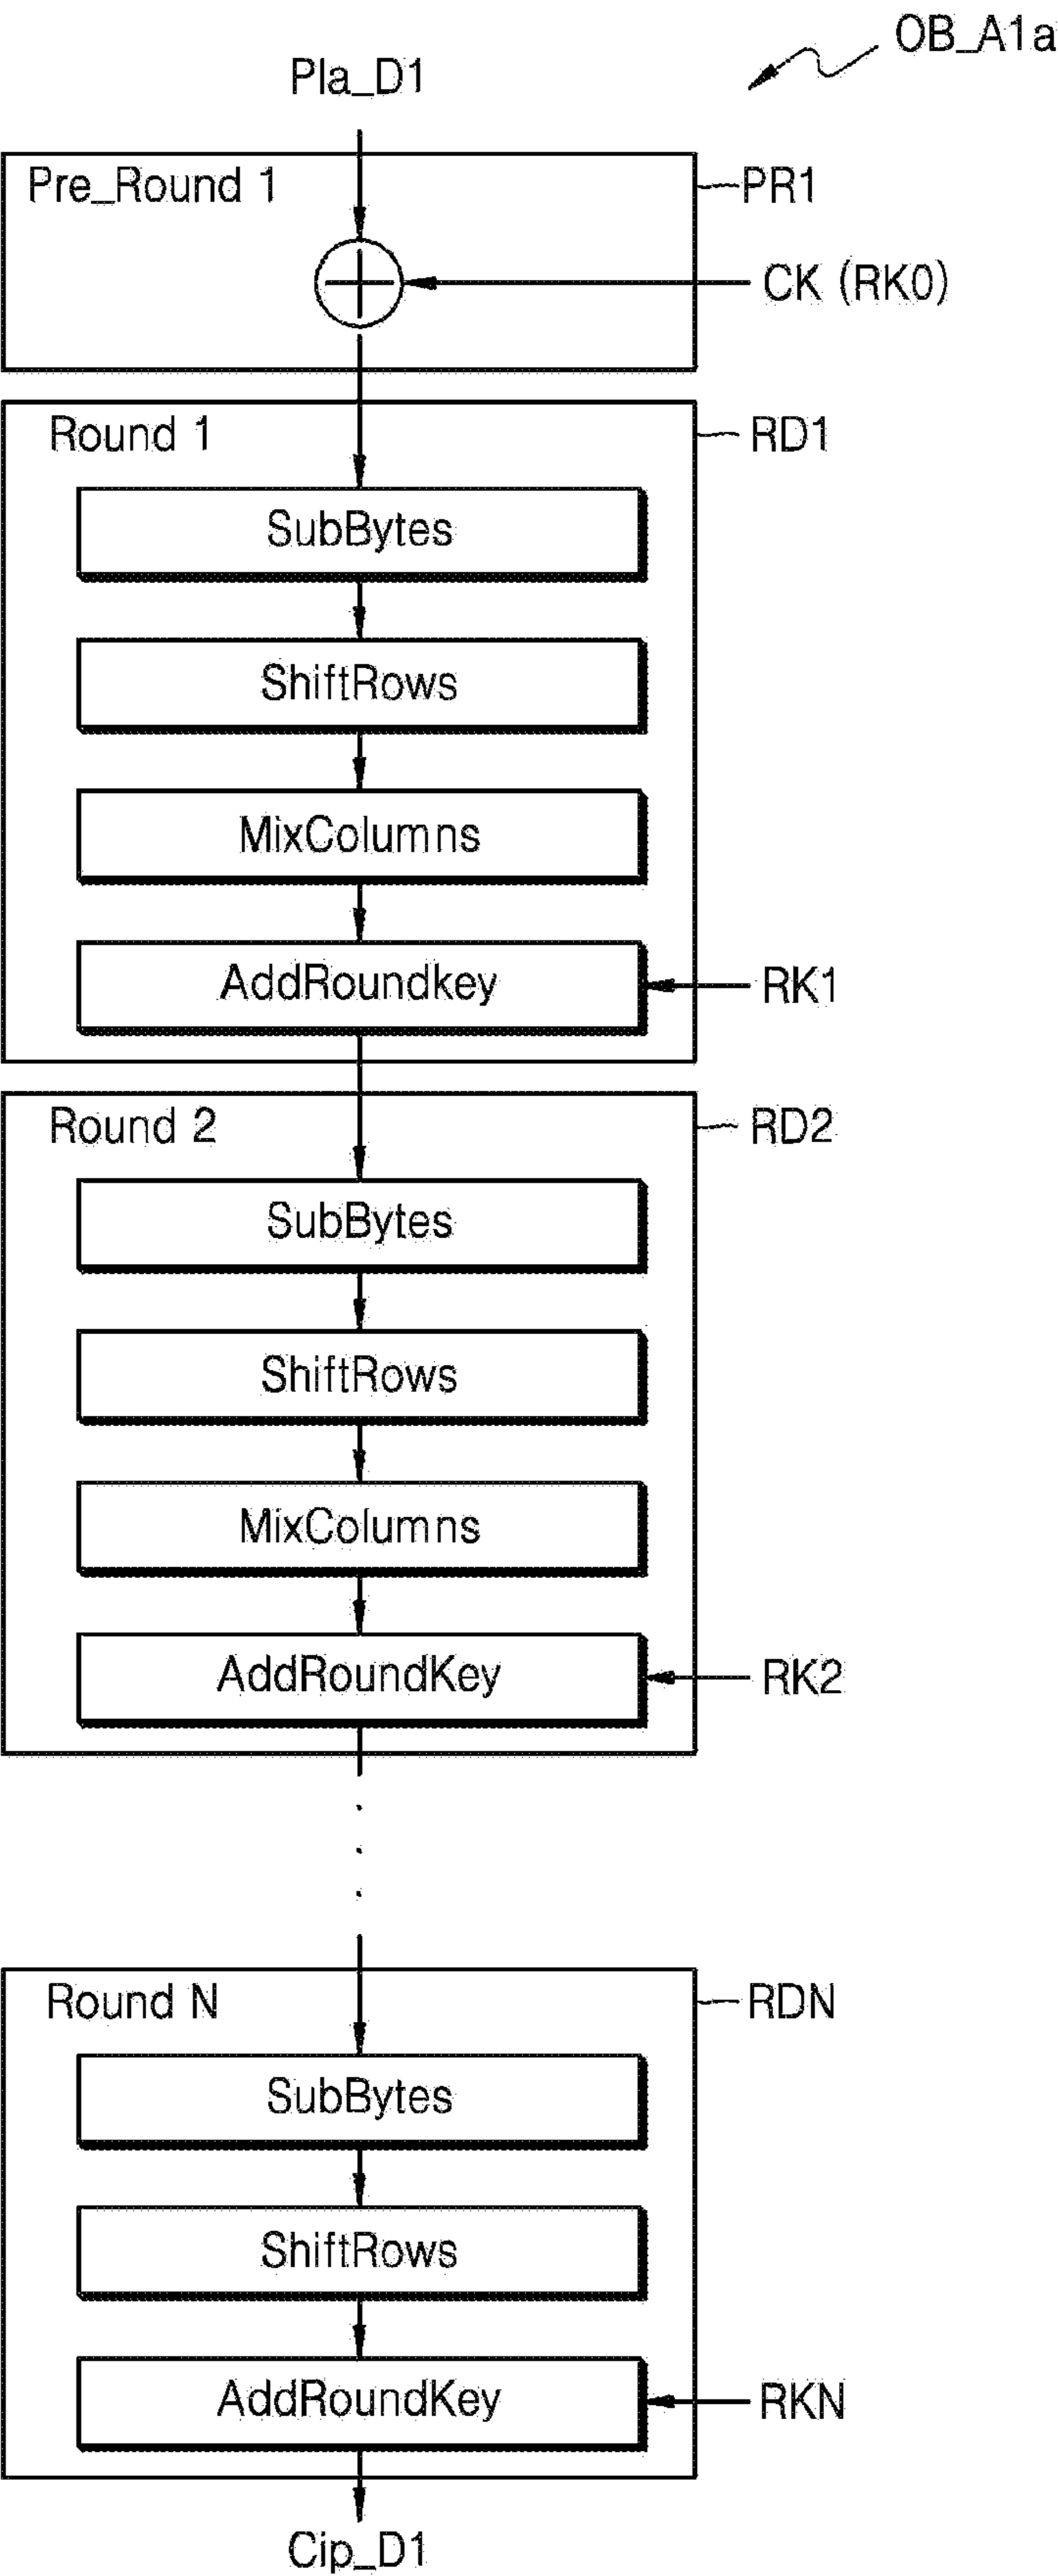 OB_A1a
Pla_D1
Pre_Round 1
PR1
CK (RK0)
Round 1
RD1
SubBytes
ShiftRows
MixColumns
AddRoundkey
RK1
Round 2
RD2
SubBytes
ShiftRows
MixColumns
AddRoundKey
RK2
Round N
RDN
SubBytes
ShiftRows
AddRoundKey
RKN
Cip_D1